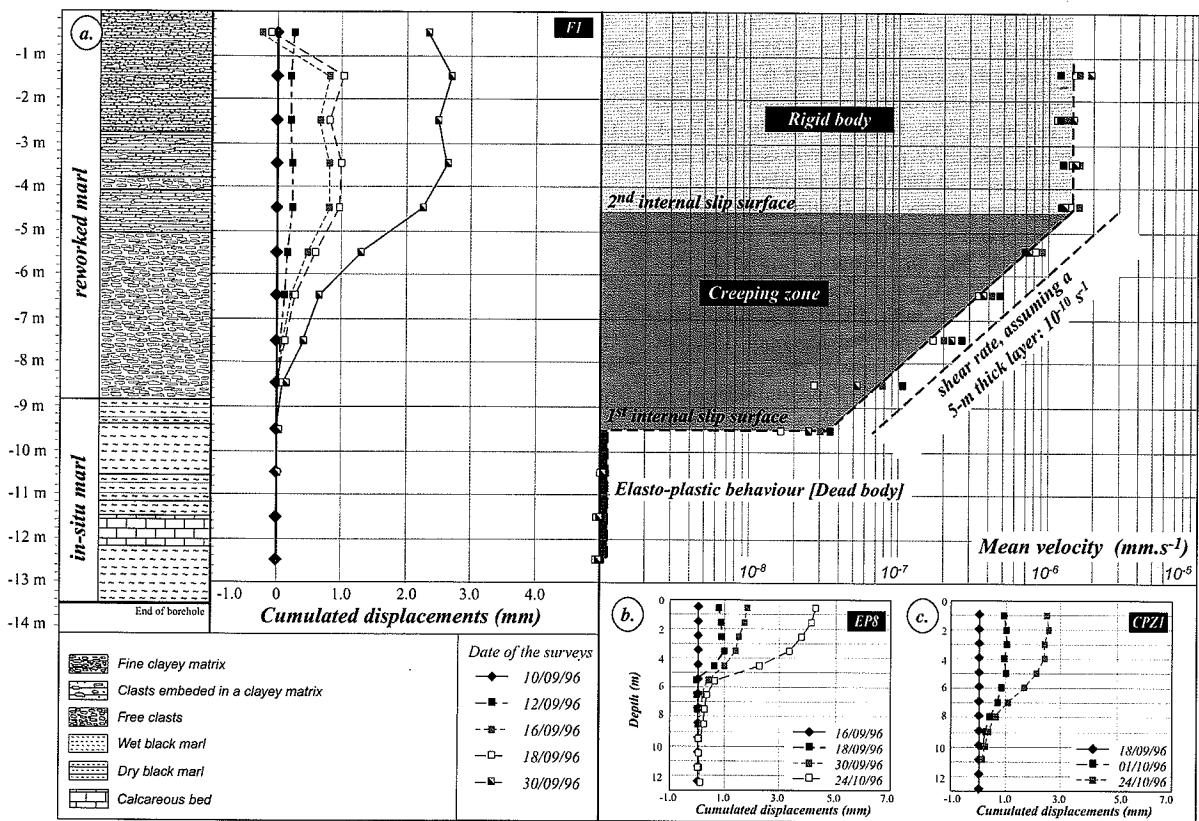 a.
F1
-1 m
-2 m
-3 m
-4 m
-5 m
-6 m
-7 m
-8 m
-9 m
-10 m
-11 m
-12 m
-13 m
-14 m
reworked marl
in-situ marl
End of borehole
-1.0 0 1.0 2.0 3.0 4.0
Cumulated displacements (mm)
Rigid body
2nd internal slip surface
Creeping zone
1st internal slip surface
shear rate, assuming a
5-m thick layer: 10-10 s-1
Elasto-plastic behaviour [Dead body]
Mean velocity (mm.s-1)
10-8 10-7 10-6 10-5
Fine clayey matrix
Clasts embeded in a clayey matrix
Free clasts
Wet black marl
Dry black marl
Calcareous bed
Date of the surveys
10/09/96
12/09/96
16/09/96
18/09/96
30/09/96
b.
EP8
Depth (m)
0
2
4
6
8
10
12
16/09/96
18/09/96
30/09/96
24/10/96
-1.0 0 1.0 3.0 5.0 7.0
Cumulated displacements (mm)
c.
CPZ1
0
2
4
6
8
10
12
18/09/96
01/10/96
24/10/96
-1.0 0 1.0 3.0 5.0 7.0
Cumulated displacements (mm)